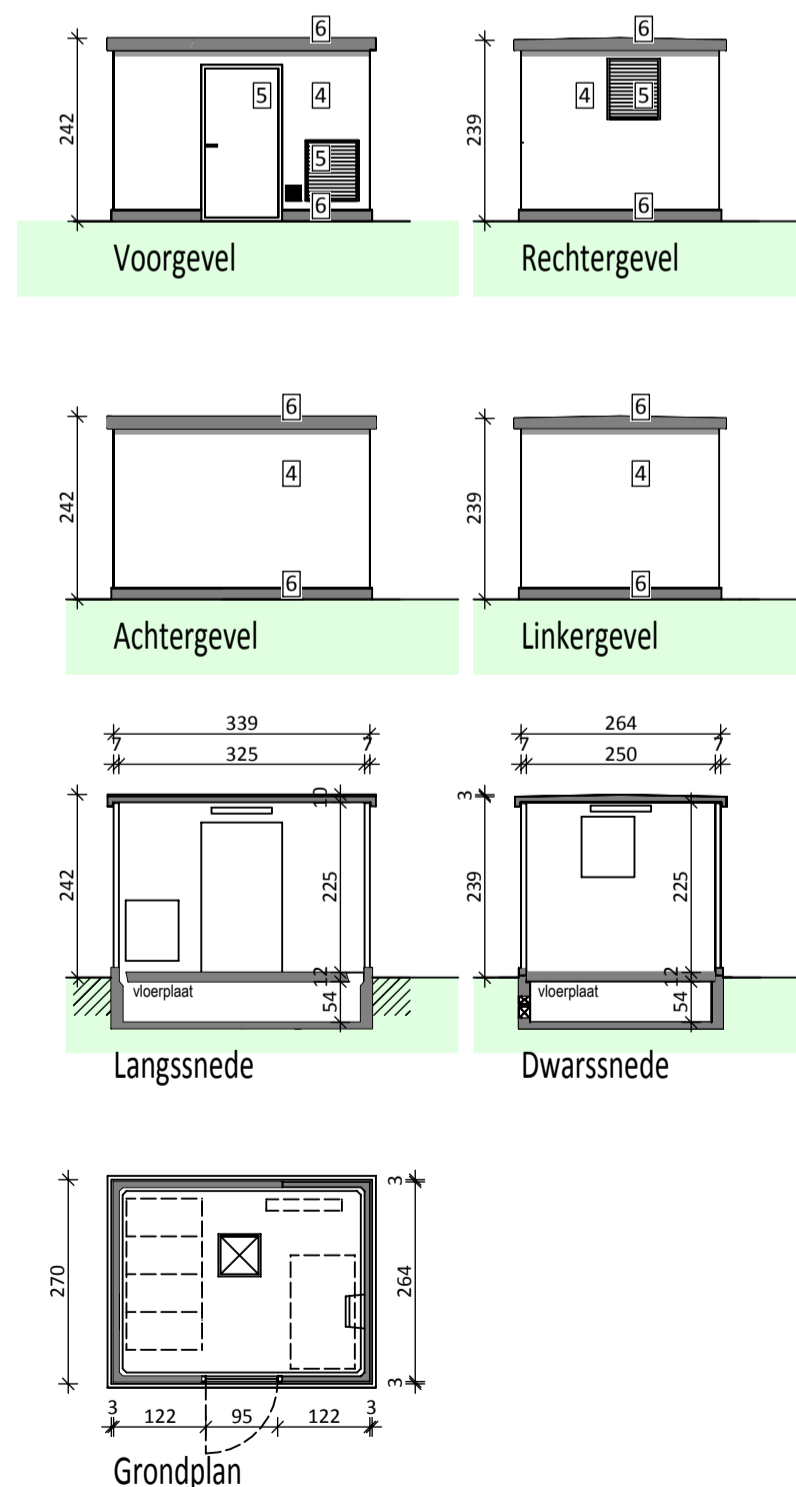 6
6
242
5
4
5
6
Voorgevel
239
4
5
6
Rechtergevel
6
6
242
4
6
Achtergevel
239
4
6
Linkergevel
339
7 325 7
242
10
225
12
54
vloerplaat
Langssnede
264
7 250 7
3
239
225
12
54
vloerplaat
Dwarssnede
270
3
264
3
3 122 95 122 3
Grondplan